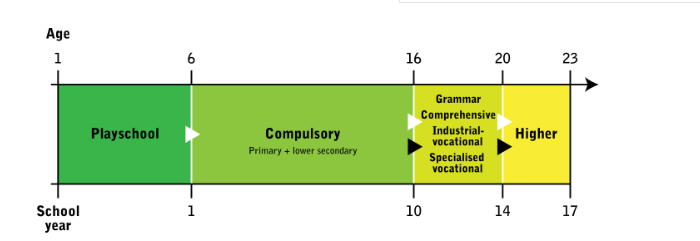 Age
1 6 16 20 23
Playschool
Compulsory
Primary + lower secondary
Grammar
Comprehensive
Industrial-
vocational
Specialised
vocational
Higher
School
year
1 10 14 17